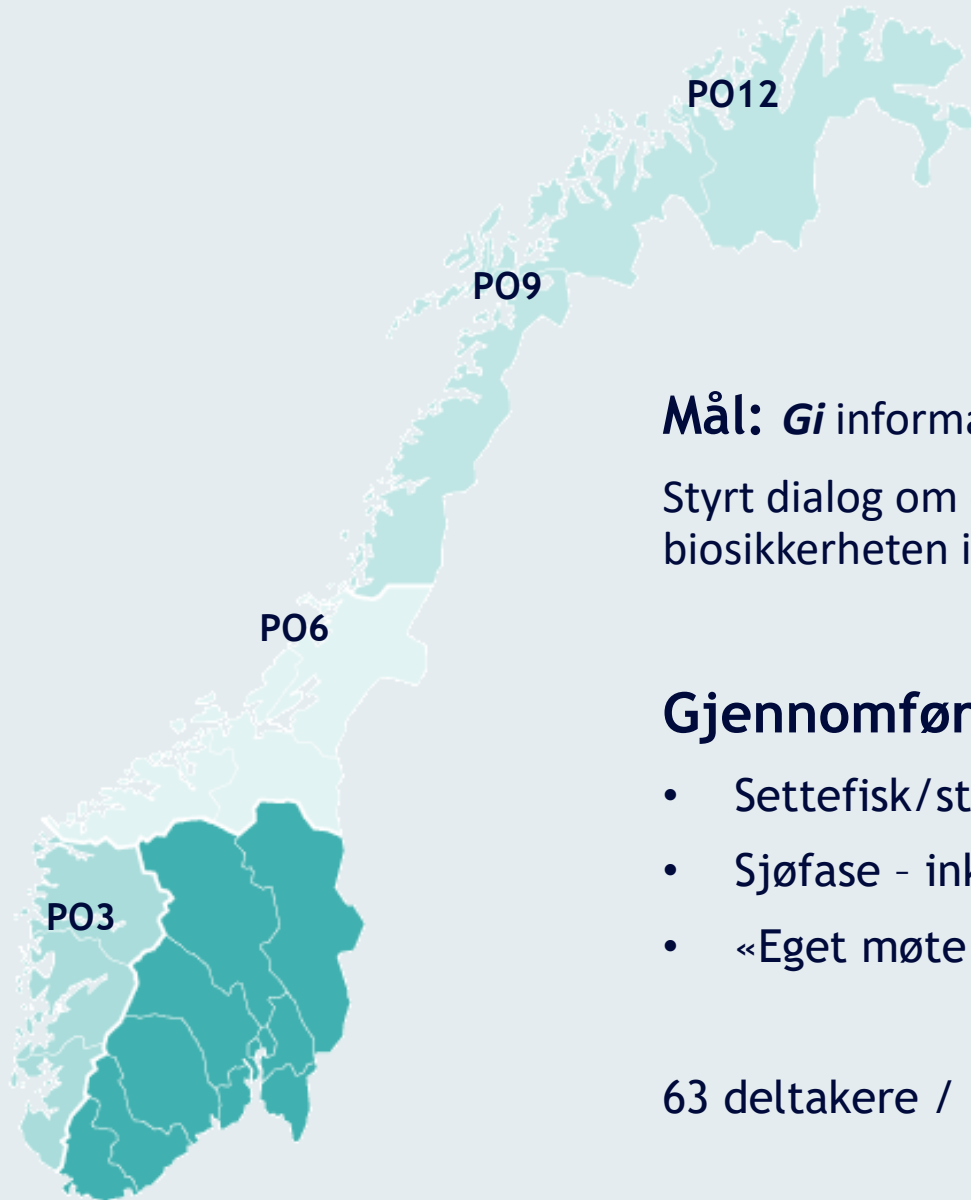 PO12
PO9
Mål: Gi informa
Styrt dialog om
biosikkerheten i
PO6
Gjennomføi
• Settefisk/st
• Sjøfase – ink
PO3
• «Eget møte
63 deltakere /